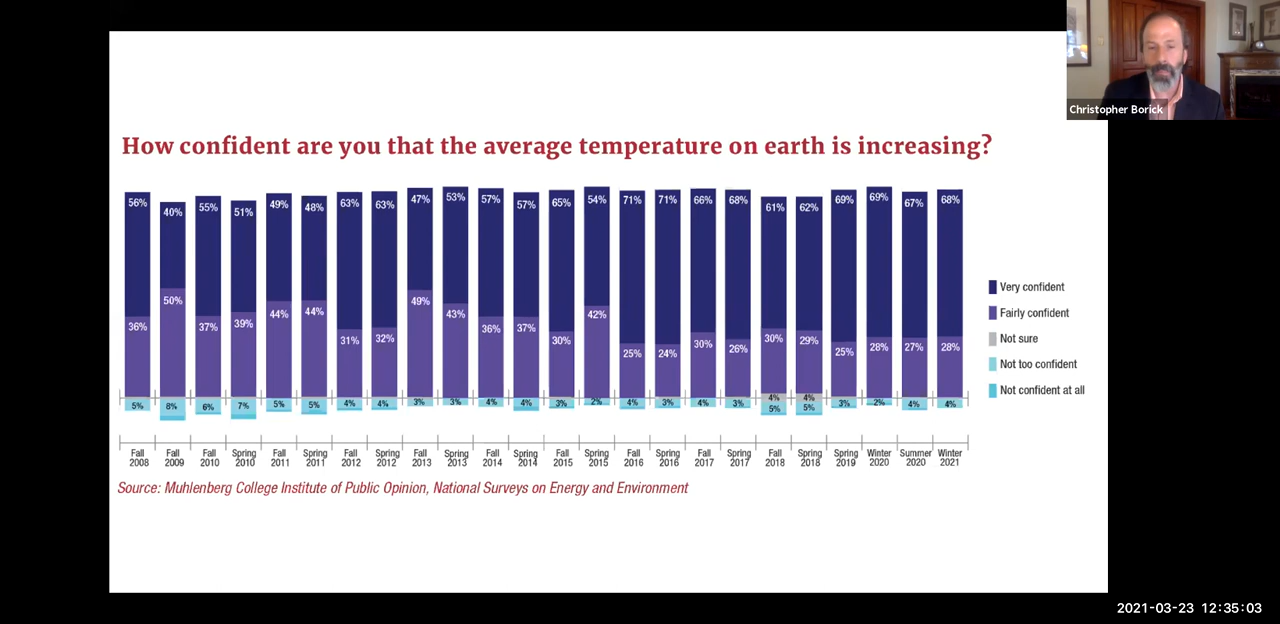 Christopher Borick
How confident are you that the average temperature on earth is increasing?
56% 40% 55% 51% 49% 48% 63% 63% 47% 53% 57% 57% 65% 54% 71% 71% 66% 68% 61% 62% 69% 69% 67% 68%
36% 50% 37% 39% 44% 44% 31% 32% 49% 43% 36% 37% 30% 42% 25% 24% 30% 26% 30% 29% 25% 28% 27% 28%
4% 4%
5% 8% 6% 7% 5% 5% 4% 4% 3% 3% 4% 4% 3% 2% 4% 3% 4% 3% 5% 5% 3% 2% 4% 4%
Fall Fall Fall Spring Fall Spring Fall Spring Fall Spring Fall Spring Fall Spring Fall Spring Fall Spring Fall Spring Spring Winter Summer Winter
2008 2009 2010 2010 2011 2011 2012 2012 2013 2013 2014 2014 2015 2015 2016 2016 2017 2017 2018 2018 2019 2020 2020 2021
Very confident
Fairly confident
Not sure
Not too confident
Not confident at all
Source: Muhlenberg College Institute of Public Opinion, National Surveys on Energy and Environment
2021-03-23 12:35:03